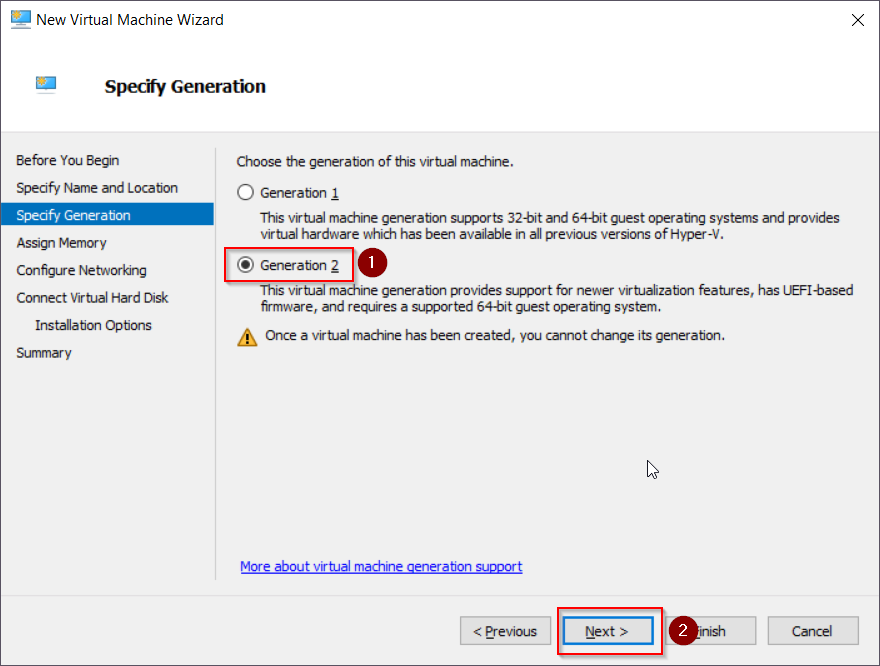 New Virtual Machine Wizard
Specify Generation
Before You Begin
Specify Name and Location
Specify Generation
Assign Memory
Configure Networking
Connect Virtual Hard Disk
Installation Options
Summary
Choose the generation of this virtual machine.
Generation 1
This virtual machine generation supports 32-bit and 64-bit guest operating systems and provides
virtual hardware which has been available in all previous versions of Hyper-V.
Generation 2
1
This virtual machine generation provides support for newer virtualization features, has UEFI-based
firmware, and requires a supported 64-bit guest operating system.
Once a virtual machine has been created, you cannot change its generation.
More about virtual machine generation support
< Previous
Next >
2
inish
Cancel